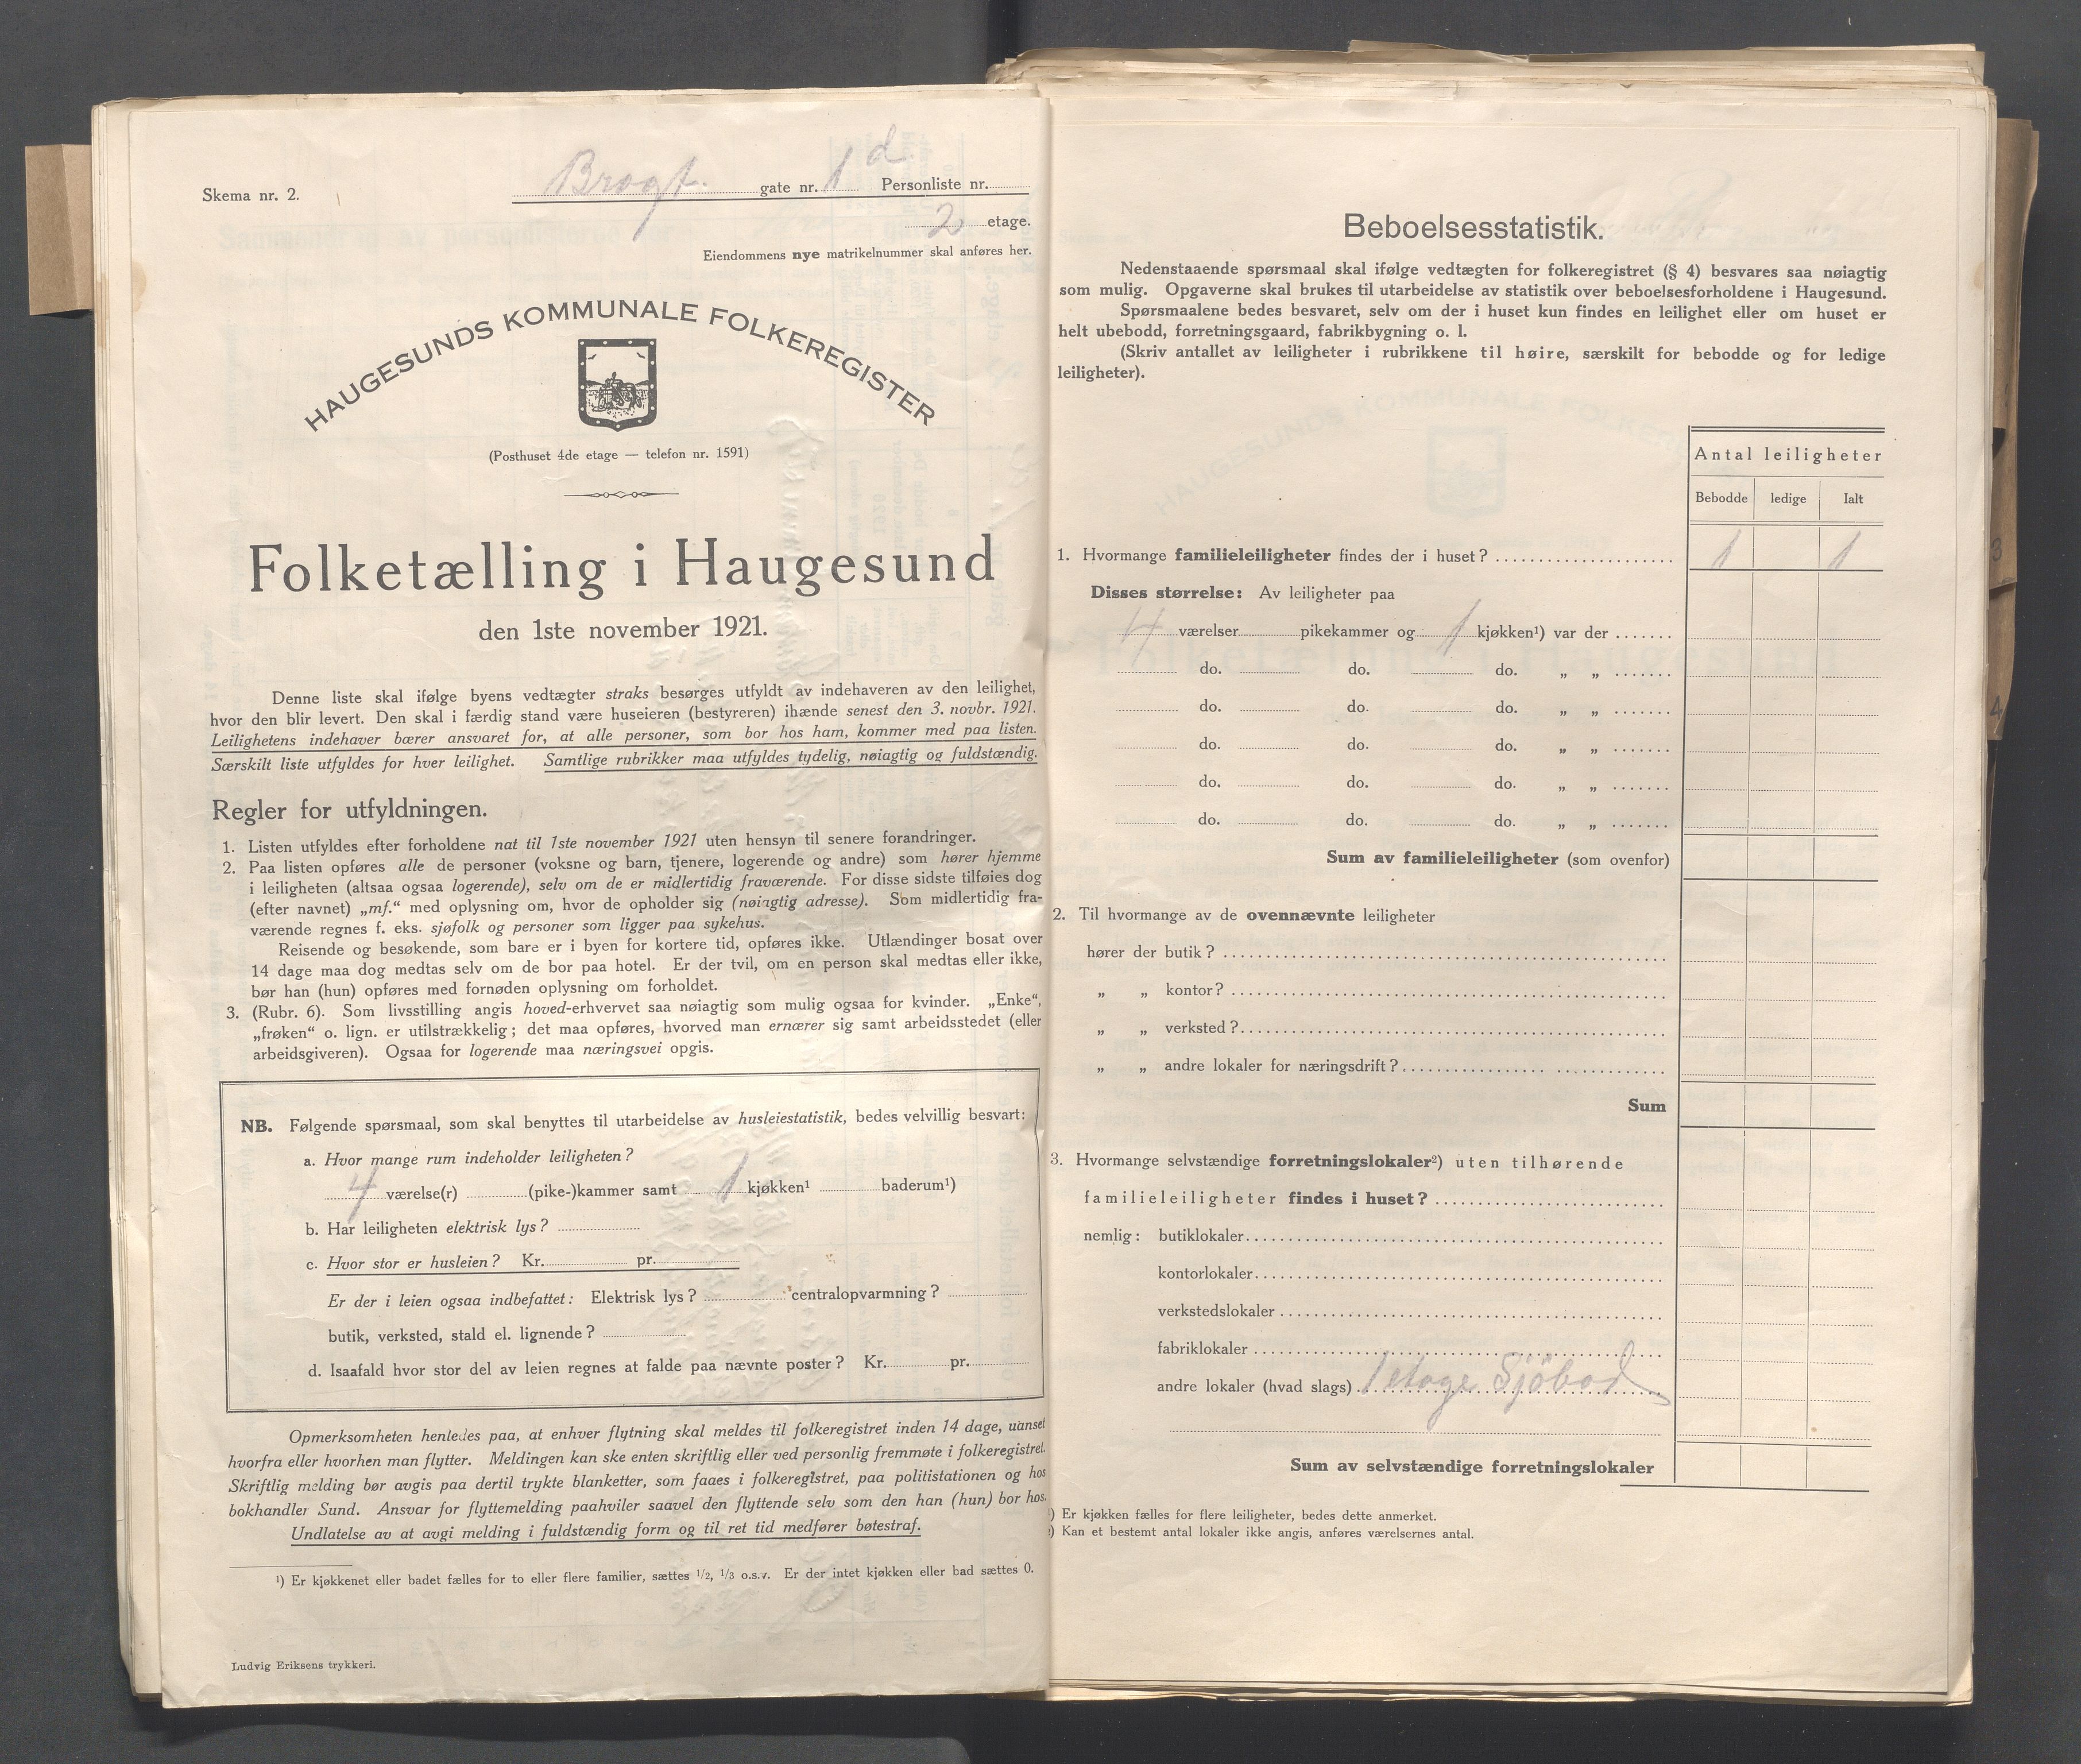 Skema nr. 2.
Brogt. gate nr. 1 d Personliste nr.
2 etage.
Eiendommens nye matrikelnummer skal anføres her.
HAUGESUNDS KOMMUNALE FOLKEREGISTER
(Posthuset 4de etage — telefon nr. 1591)
Folketælling i Haugesund
den 1ste november 1921.
Denne liste skal ifølge byens vedtægter straks besørges utfyldt av indehaveren av den leilighet,
hvor den blir levert. Den skal i færdig stand være huseieren (bestyreren) ihænde senest den 3. novbr. 1921.
Leilighetens indehaver bærer ansvaret for, at alle personer, som bor hos ham, kommer med paa listen.
Særskilt liste utfyldes for hver leilighet. Samtlige rubrikker maa utfyldes tydelig, nøiagtig og fuldstændig.
Regler for utfyldningen.
1. Listen utfyldes efter forholdene nat til 1ste november 1921 uten hensyn til senere forandringer.
2. Paa listen opføres alle de personer (voksne og barn, tjenere, logerende og andre) som hører hjemme
i leiligheten (altsaa ogsaa logerende), selv om de er midlertidig fraværende. For disse sidste tilføies dog
(efter navnet) „mf.“ med oplysning om, hvor de opholder sig (nøiagtig adresse). Som midlertidig fra-
værende regnes f. eks. sjøfolk og personer som ligger paa sykehus.
Reisende og besøkende, som bare er i byen for kortere tid, opføres ikke. Utlændinger bosat over
14 dage maa dog medtas selv om de bor paa hotel. Er der tvil, om en person skal medtas eller ikke,
bør han (hun) opføres med fornøden oplysning om forholdet.
3. (Rubr. 6). Som livsstilling angis hoved-erhvervet saa nøiagtig som mulig ogsaa for kvinder. „Enke“,
„frøken“ o. lign. er utilstrækkelig; det maa opføres, hvorved man ernærer sig samt arbeidsstedet (eller
arbeidsgiveren). Ogsaa for logerende maa næringsvei opgis.
NB. Følgende spørsmaal, som skal benyttes til utarbeidelse av husleiestatistik, bedes velvillig besvart:
a. Hvor mange rum indeholder leiligheten?
4 værelse(r) (pike-)kammer samt 1 kjøkken¹ baderum¹)
b. Har leiligheten elektrisk lys?
c. Hvor stor er husleien? Kr. pr.
Er der i leien ogsaa indbefattet: Elektrisk lys? centralopvarmning?
butik, verksted, stald el. lignende?
d. Isaafald hvor stor del av leien regnes at falde paa nævnte poster? Kr. pr.
Opmerksomheten henledes paa, at enhver flytning skal meldes til folkeregistret inden 14 dage, uanset
hvorfra eller hvorhen man flytter. Meldingen kan ske enten skriftlig eller ved personlig fremmøte i folkeregistret.
Skriftlig melding bør avgis paa dertil trykte blanketter, som faaes i folkeregistret, paa politistationen og hos
bokhandler Sund. Ansvar for flyttemelding paahviler saavel den flyttende selv som den han (hun) bor hos.
Undlatelse av at avgi melding i fuldstændig form og til ret tid medfører bøtestraf.
¹) Er kjøkkenet eller badet fælles for to eller flere familier, sættes 1/2, 1/3 o.s.v. Er der intet kjøkken eller bad sættes 0.
Ludvig Eriksens trykkeri.
Beboelsesstatistik.
Nedenstaaende spørsmaal skal ifølge vedtægten for folkeregistret (§ 4) besvares saa nøiagtig
som mulig. Opgaverne skal brukes til utarbeidelse av statistik over beboelsesforholdene i Haugesund.
Spørsmaalene bedes besvaret, selv om der i huset kun findes en leilighet eller om huset er
helt ubebodd, forretningsgaard, fabrikbygning o. l.
(Skriv antallet av leiligheter i rubrikkene til høire, særskilt for bebodde og for ledige
leiligheter).
Antal leiligheter
Bebodde ledige Ialt
1. Hvormange familieleiligheter findes der i huset? 1 1
Disses størrelse: Av leiligheter paa
4 værelser pikekammer og 1 kjøkken¹) var der
do. do. do. „ „
do. do. do. „ „
do. do. do. „ „
do. do. do. „ „
do. do. do. „ „
Sum av familieleiligheter (som ovenfor)
2. Til hvormange av de ovennævnte leiligheter
hører der butik?
„ „ kontor?
„ „ verksted?
„ „ andre lokaler for næringsdrift?
Sum
3. Hvormange selvstændige forretningslokaler²) uten tilhørende
familieleiligheter findes i huset?
nemlig: butiklokaler
kontorlokaler
verkstedslokaler
fabriklokaler
andre lokaler (hvad slags) 1 etage Sjöbod
Sum av selvstændige forretningslokaler
¹) Er kjøkken fælles for flere leiligheter, bedes dette anmerket.
²) Kan et bestemt antal lokaler ikke angis, anføres værelsernes antal.
3
4